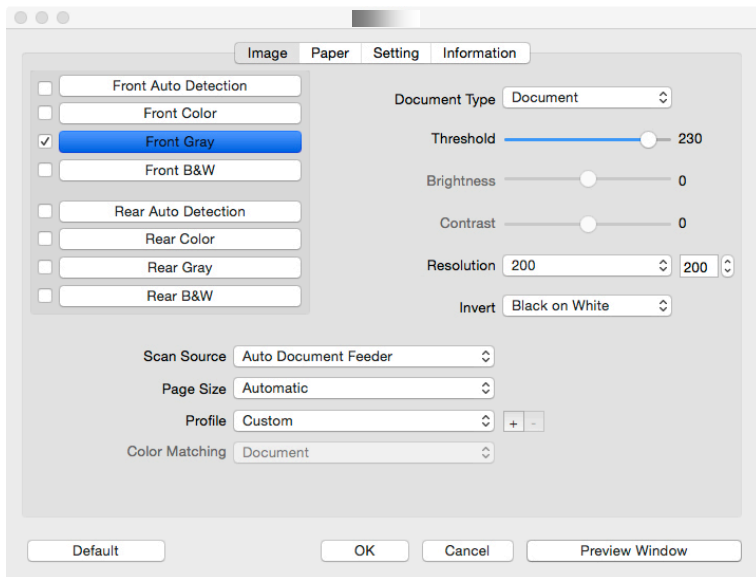 Image Paper Setting Information
Front Auto Detection
Front Color
Front Gray
Front B&W
Rear Auto Detection
Rear Color
Rear Gray
Rear B&W
Document Type Document
Threshold 230
Brightness 0
Contrast 0
Resolution 200 200
Invert Black on White
Scan Source Auto Document Feeder
Page Size Automatic
Profile Custom + -
Color Matching Document
Default OK Cancel Preview Window